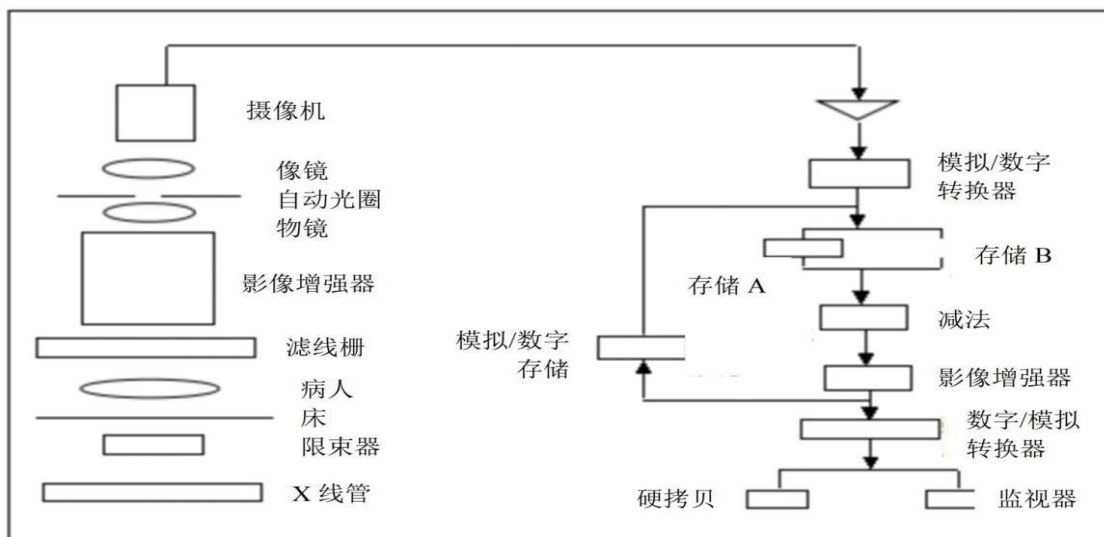 摄像机
像镜
自动光圈
物镜
影像增强器
滤线栅
病人
床
限束器
X 线管
模拟/数字
转换器
存储 A
存储 B
减法
模拟/数字
存储
影像增强器
数字/模拟
转换器
硬拷贝
监视器